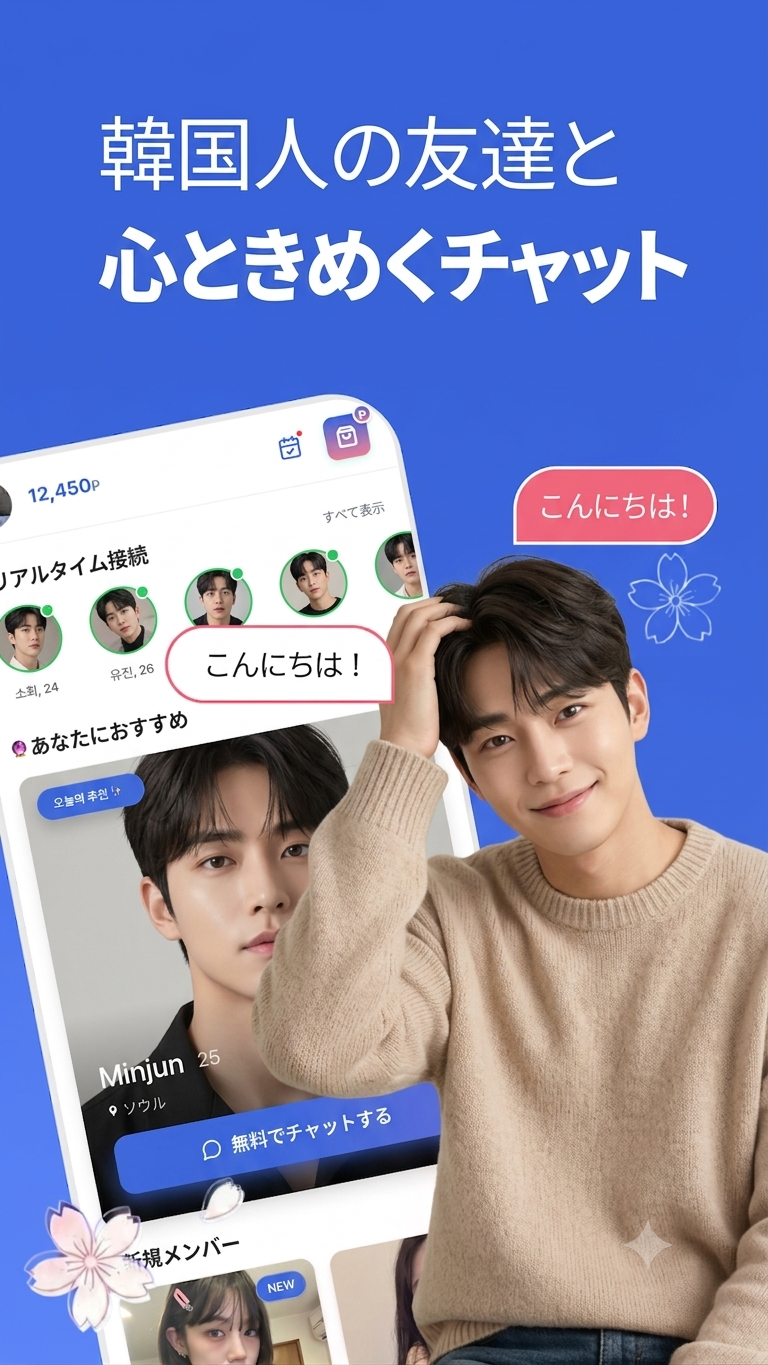 韓国人の友達と
心ときめくチャット
12,450P
P
すべて表示
リアルタイム接続
こんにちは!
소희, 24
유진, 26
こんにちは！
あなたにおすすめ
오늘의 추천
Minjun 25
ソウル
無料でチャットする
新規メンバー
NEW